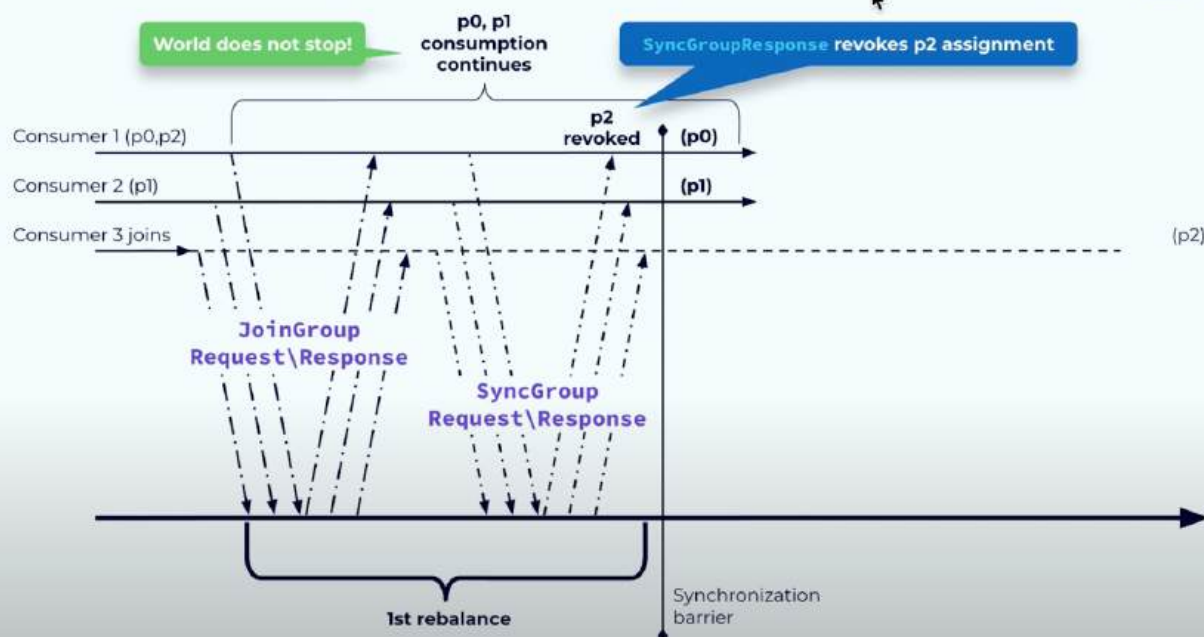 World does not stop!
p0, p1
consumption
continues
SyncGroupResponse revokes p2 assignment
Consumer 1 (p0,p2)
p2
revoked
(p0)
Consumer 2 (p1)
(p1)
Consumer 3 joins
(p2)
JoinGroup
Request\Response
SyncGroup
Request\Response
1st rebalance
Synchronization
barrier